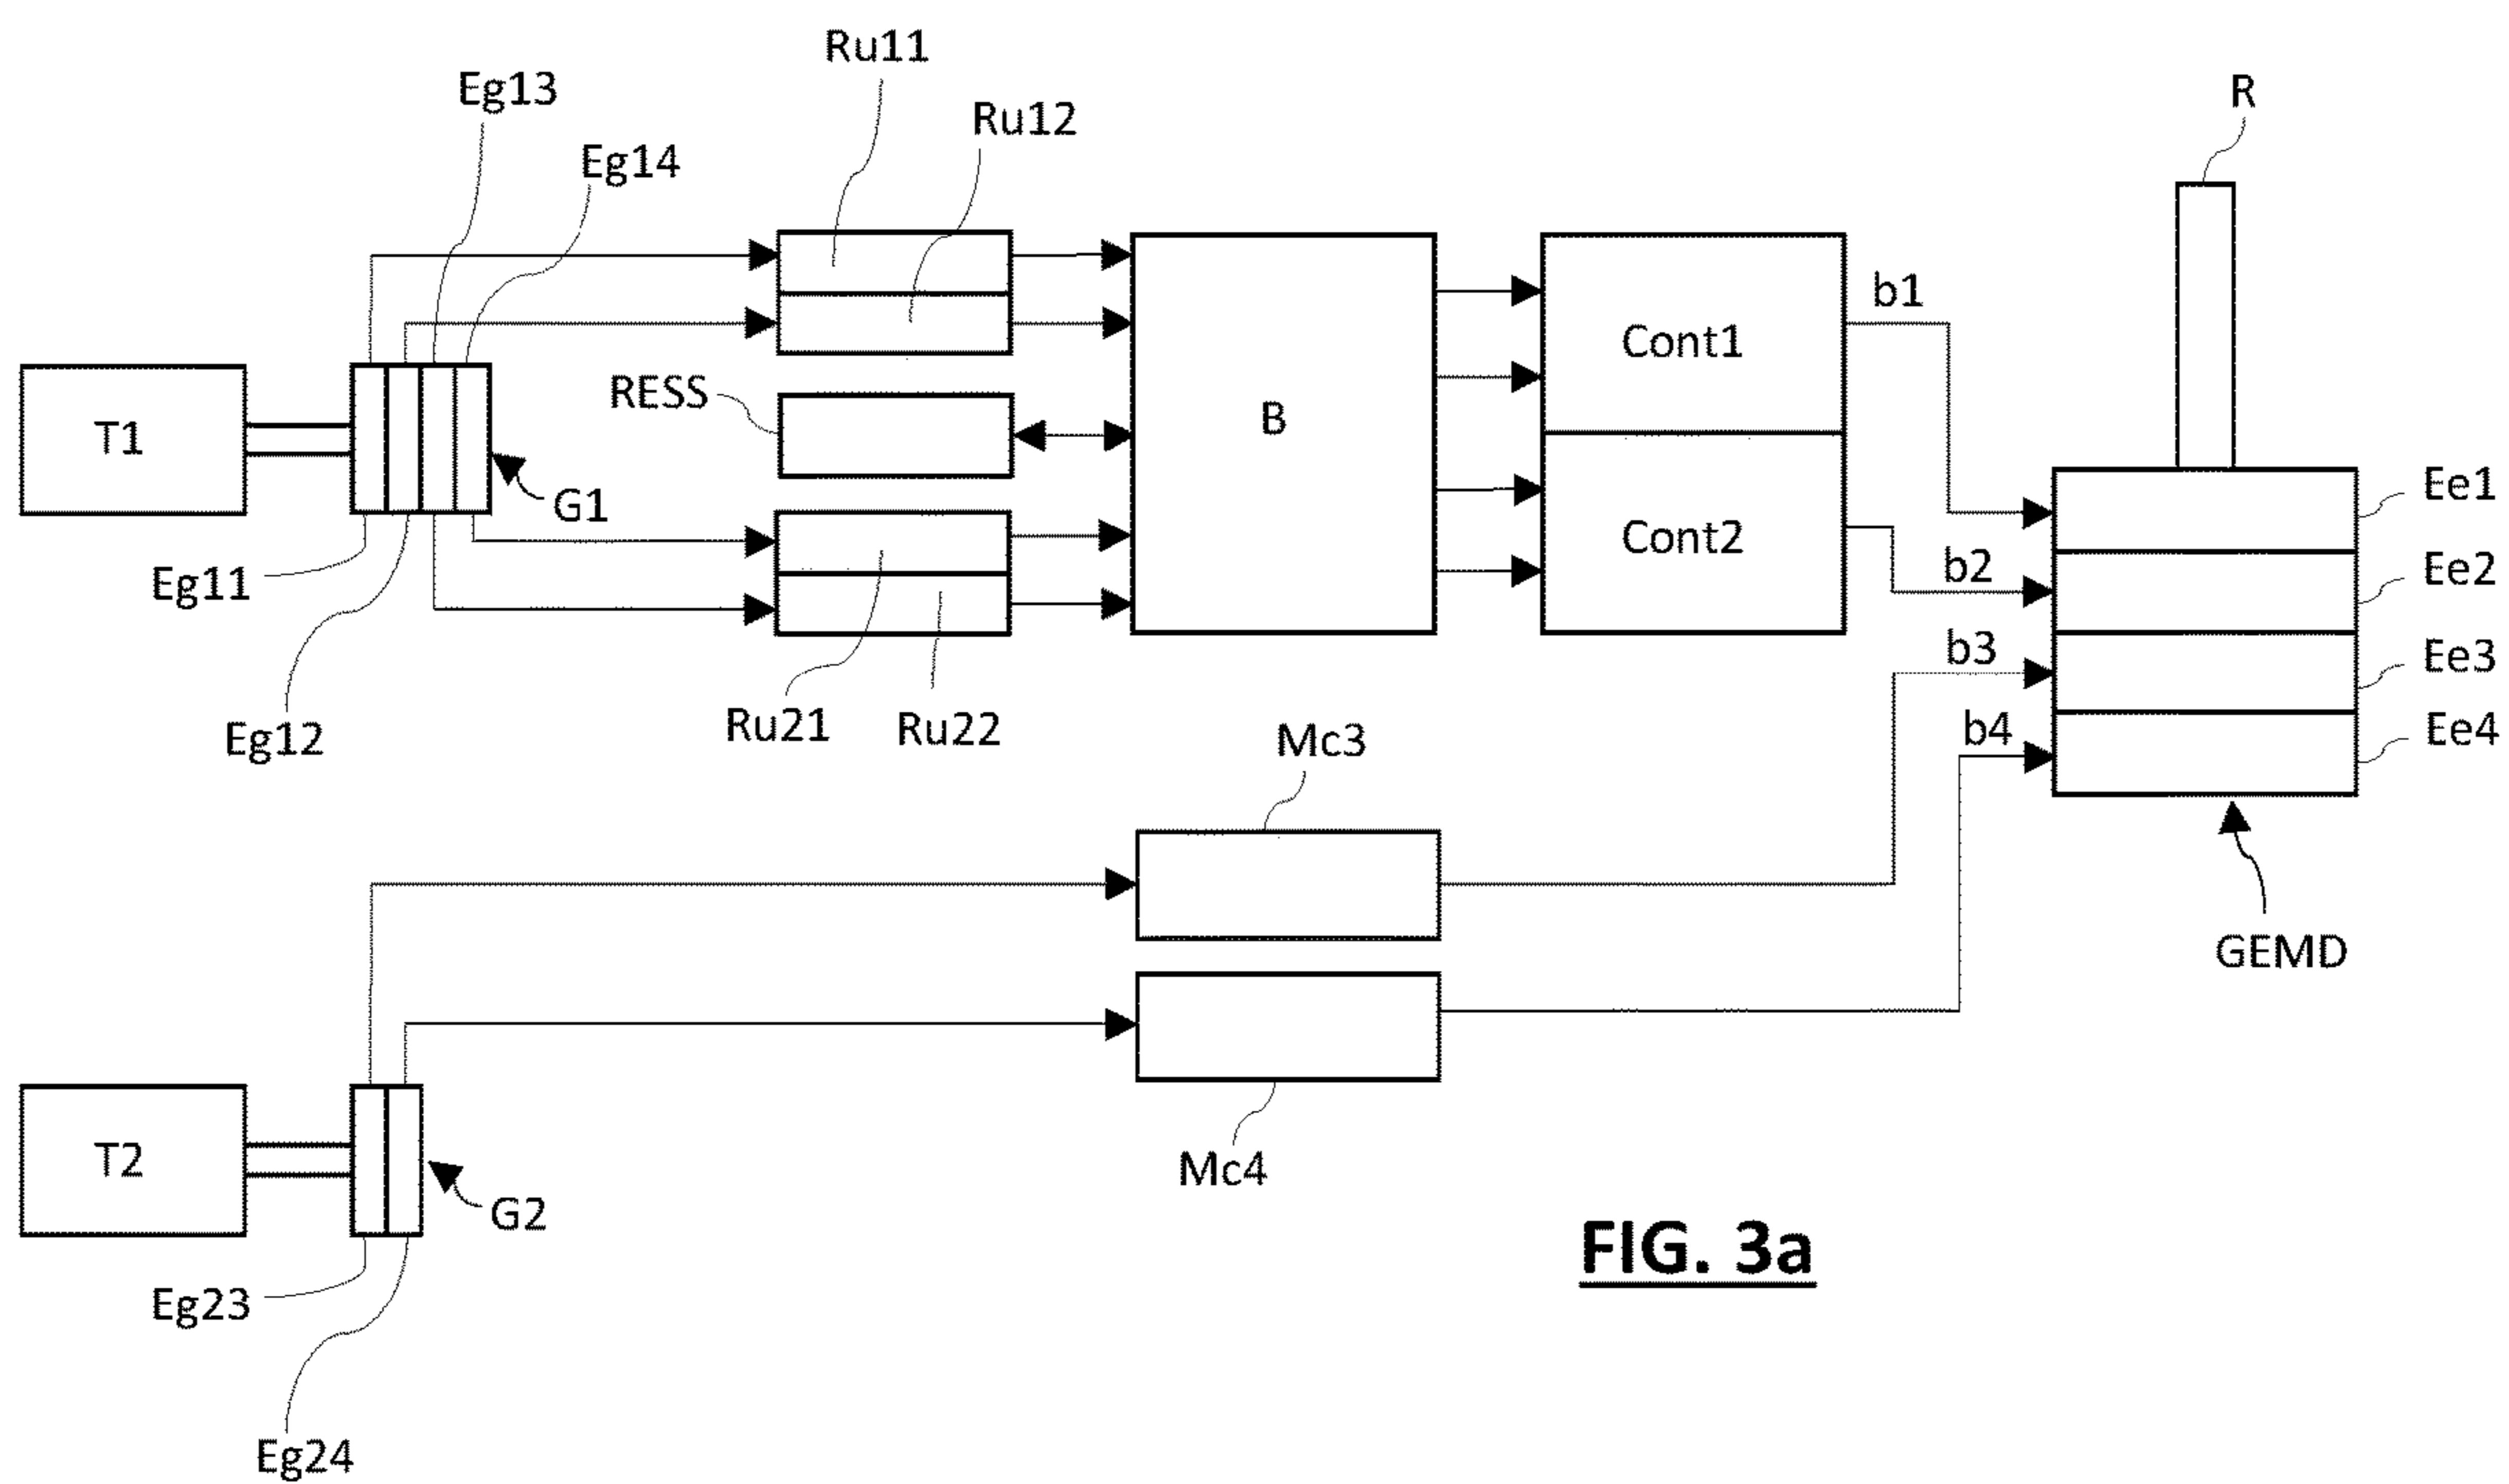 Ru11
Eg13
R
Ru12
Eg14
b1
Cont1
RESS
B
T1
Ee1
G1
Cont2
Eg11
b2
Ee2
b3
Ee3
Ru21
Ru22
b4
Ee4
Eg12
Mc3
GEMD
T2
Mc4
G2
FIG. 3a
Eg23
Eg24